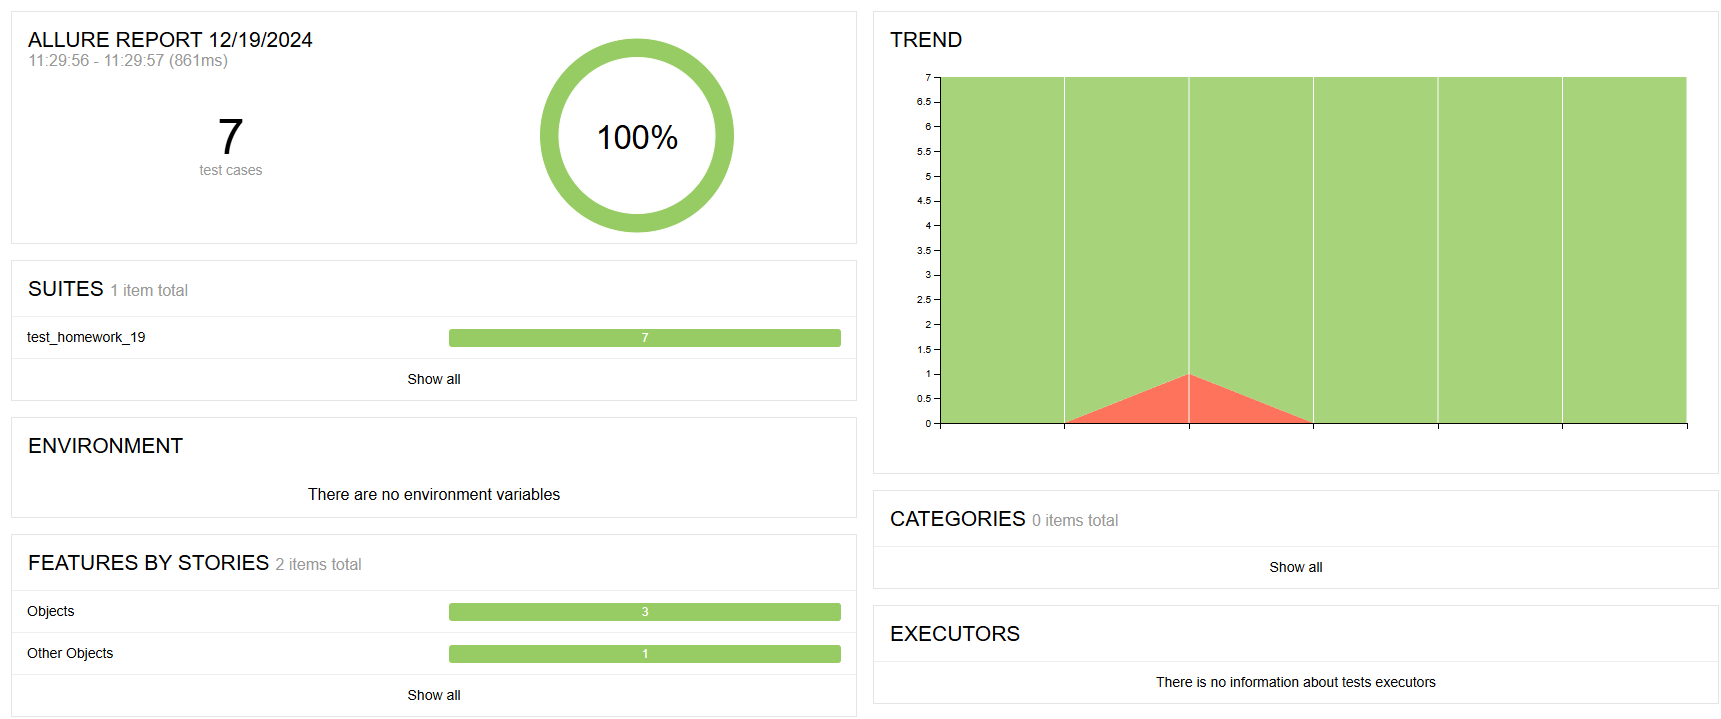 ALLURE REPORT 12/19/2024
11:29:56 - 11:29:57 (861ms)
7
test cases
100%
SUITES 1 item total
test_homework_19 7
Show all
ENVIRONMENT
There are no environment variables
FEATURES BY STORIES 2 items total
Objects 3
Other Objects 1
Show all
TREND
7
6.5
6
5.5
5
4.5
4
3.5
3
2.5
2
1.5
1
0.5
0
CATEGORIES 0 items total
Show all
EXECUTORS
There is no information about tests executors